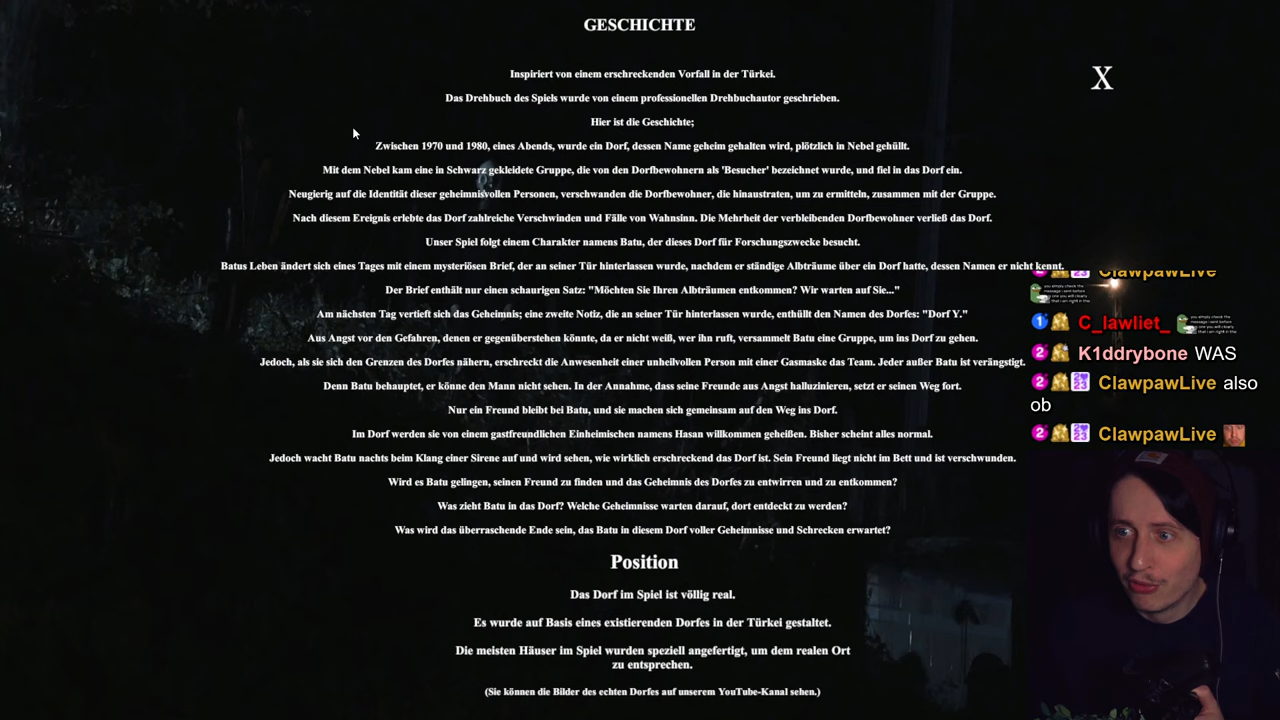 GESCHICHTE
X
Inspiriert von einem erschreckenden Vorfall in der Türkei.
Das Drehbuch des Spiels wurde von einem professionellen Drehbuchautor geschrieben.
Hier ist die Geschichte;
Zwischen 1970 und 1980, eines Abends, wurde ein Dorf, dessen Name geheim gehalten wird, plötzlich in Nebel gehüllt.
Mit dem Nebel kam eine in Schwarz gekleidete Gruppe, die von den Dorfbewohnern als 'Besucher' bezeichnet wurde, und fiel in das Dorf ein.
Neugierig auf die Identität dieser geheimnisvollen Personen, verschwanden die Dorfbewohner, die hinaustraten, um zu ermitteln, zusammen mit der Gruppe.
Nach diesem Ereignis erlebte das Dorf zahlreiche Verschwinden und Fälle von Wahnsinn. Die Mehrheit der verbleibenden Dorfbewohner verließ das Dorf.
Unser Spiel folgt einem Charakter namens Batu, der dieses Dorf für Forschungszwecke besucht.
Batus Leben ändert sich eines Tages mit einem mysteriösen Brief, der an seiner Tür hinterlassen wurde, nachdem er ständige Albträume über ein Dorf hatte, dessen Namen er nicht kennt.
Der Brief enthält nur einen schaurigen Satz: "Möchten Sie Ihren Albträumen entkommen? Wir warten auf Sie..."
Am nächsten Tag vertieft sich das Geheimnis; eine zweite Notiz, die an seiner Tür hinterlassen wurde, enthüllt den Namen des Dorfes: "Dorf Y."
Aus Angst vor den Gefahren, denen er gegenüberstehen könnte, da er nicht weiß, wer ihn ruft, versammelt Batu eine Gruppe, um ins Dorf zu gehen.
Jedoch, als sie sich den Grenzen des Dorfes nähern, erschreckt die Anwesenheit einer unheilvollen Person mit einer Gasmaske das Team. Jeder außer Batu ist verängstigt.
Denn Batu behauptet, er könne den Mann nicht sehen. In der Annahme, dass seine Freunde aus Angst halluzinieren, setzt er seinen Weg fort.
Nur ein Freund bleibt bei Batu, und sie machen sich gemeinsam auf den Weg ins Dorf.
Im Dorf werden sie von einem gastfreundlichen Einheimischen namens Hasan willkommen geheißen. Bisher scheint alles normal.
Jedoch wacht Batu nachts beim Klang einer Sirene auf und wird sehen, wie wirklich erschreckend das Dorf ist. Sein Freund liegt nicht im Bett und ist verschwunden.
Wird es Batu gelingen, seinen Freund zu finden und das Geheimnis des Dorfes zu entwirren und zu entkommen?
Was zieht Batu in das Dorf? Welche Geheimnisse warten darauf, dort entdeckt zu werden?
Was wird das überraschende Ende sein, das Batu in diesem Dorf voller Geheimnisse und Schrecken erwartet?
Position
Das Dorf im Spiel ist völlig real.
Es wurde auf Basis eines existierenden Dorfes in der Türkei gestaltet.
Die meisten Häuser im Spiel wurden speziell angefertigt, um dem realen Ort
zu entsprechen.
(Sie können die Bilder des echten Dorfes auf unserem YouTube-Kanal sehen.)
ClawpawLive
C_lawliet_
K1ddrybone WAS
ClawpawLive also
ob
ClawpawLive